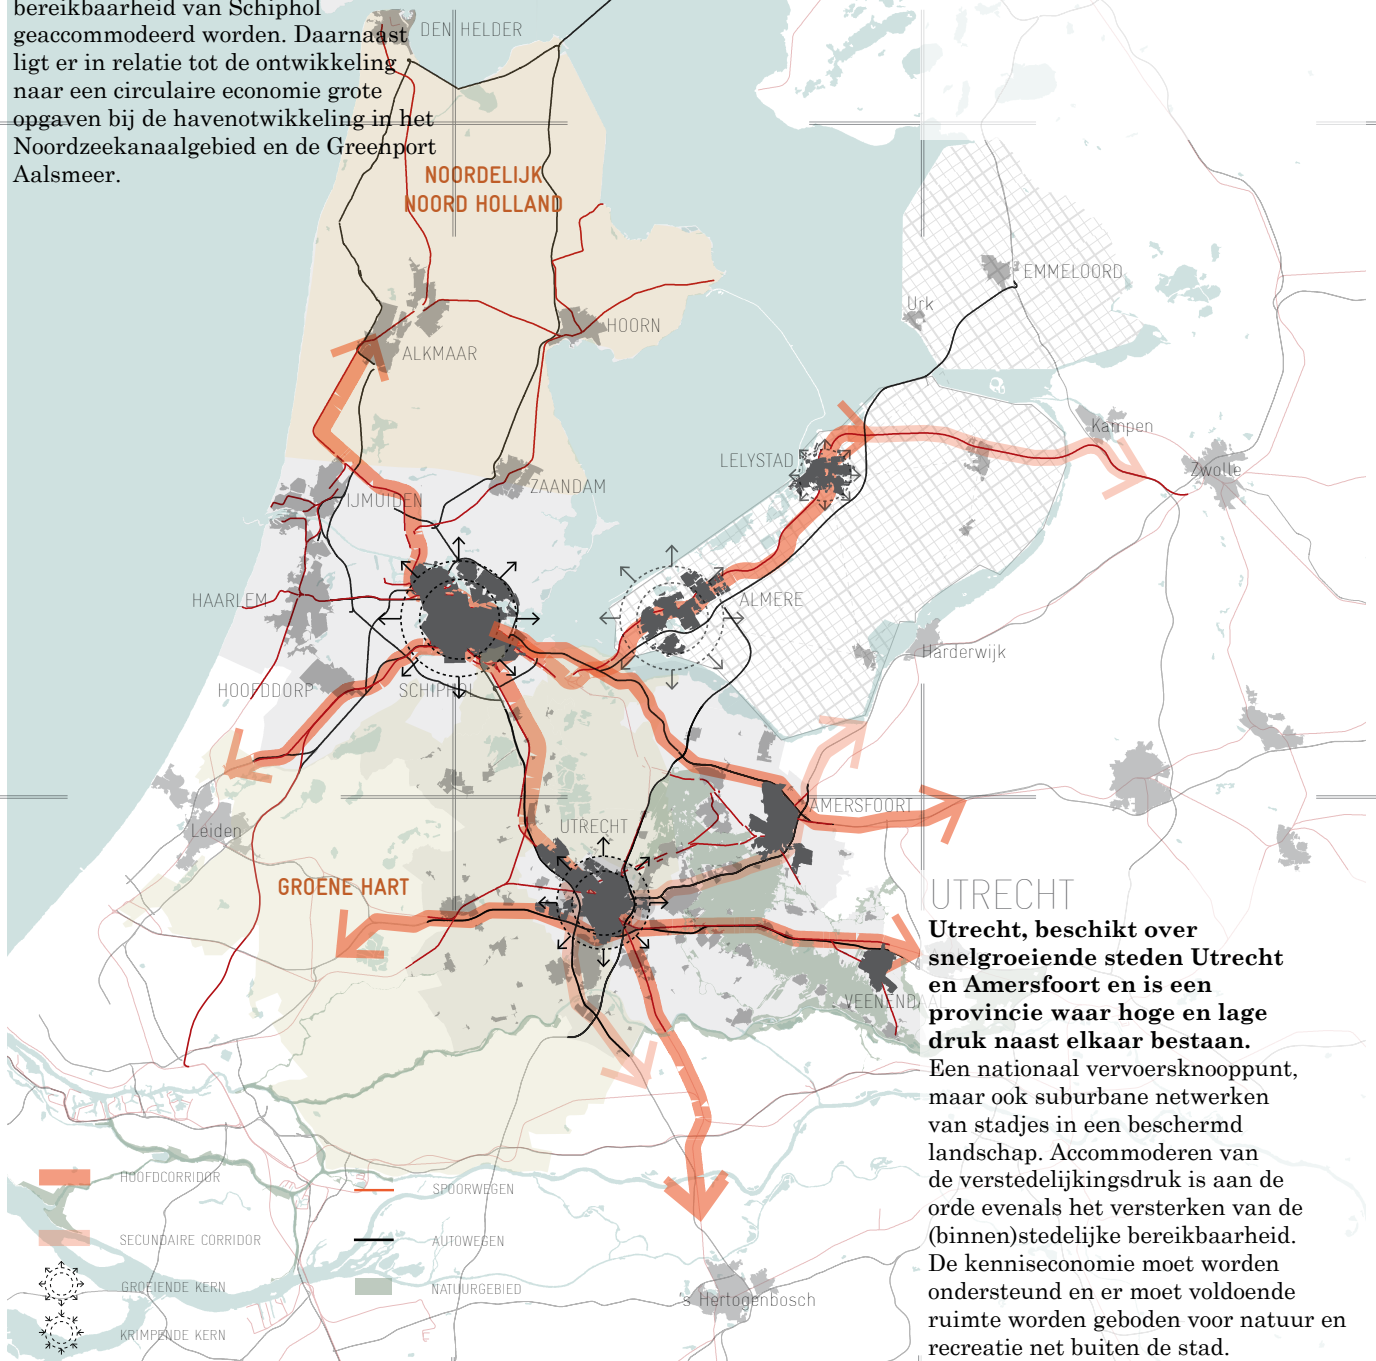 bereikbaarheid van Schiphol
geaccommodeerd worden. Daarnaast
ligt er in relatie tot de ontwikkeling
naar een circulaire economie grote
opgaven bij de havenotwikkeling in het
Noordzeekanaalgebied en de Greenport
Aalsmeer.
DEN HELDER
NOORDELIJK
NOORD HOLLAND
EMMELOORD
Urk
HOORN
ALKMAAR
Kampen
LELYSTAD
Zwolle
ZAANDAM
IJMUIDEN
HAARLEM
ALMERE
Harderwijk
HOOFDDORP
SCHIPHOL
AMERSFOORT
Leiden
UTRECHT
GROENE HART
VEENENDAAL
's Hertogenbosch
UTRECHT
Utrecht, beschikt over
snelgroeiende steden Utrecht
en Amersfoort en is een
provincie waar hoge en lage
druk naast elkaar bestaan.
Een nationaal vervoersknooppunt,
maar ook suburbane netwerken
van stadjes in een beschermd
landschap. Accommoderen van
de verstedelijkingsdruk is aan de
orde evenals het versterken van de
(binnen)stedelijke bereikbaarheid.
De kenniseconomie moet worden
ondersteund en er moet voldoende
ruimte worden geboden voor natuur en
recreatie net buiten de stad.
HOOFDCORRIDOR
SECUNDAIRE CORRIDOR
GROEIENDE KERN
KRIMPENDE KERN
SPOORWEGEN
AUTOWEGEN
NATUURGEBIED